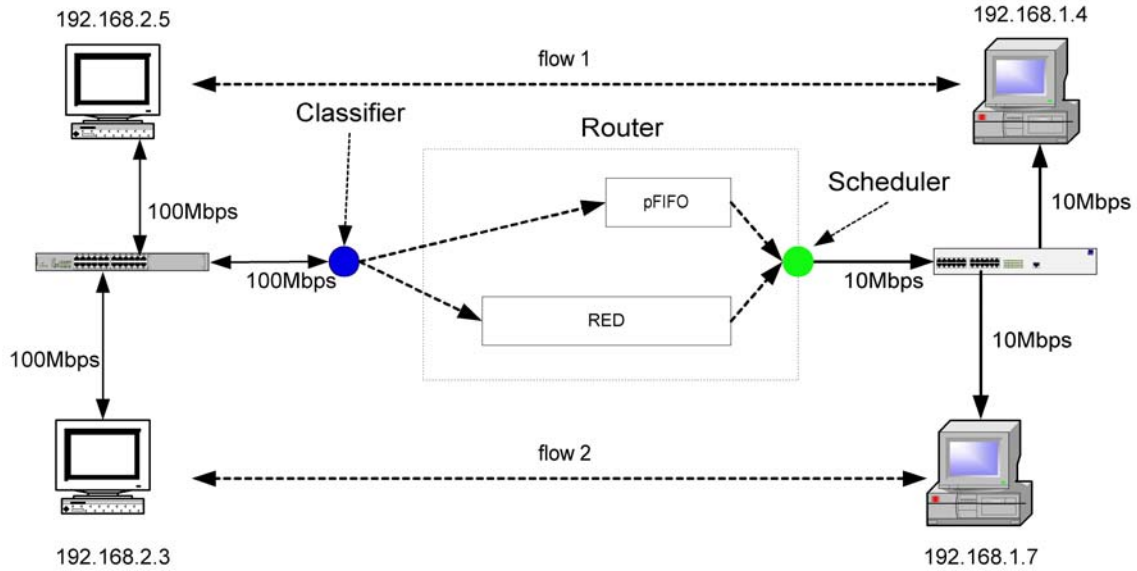 192.168.2.5
192.168.1.4
flow 1
Classifier
Router
Scheduler
pFIFO
100Mbps
10Mbps
100Mbps
10Mbps
RED
100Mbps
10Mbps
flow 2
192.168.2.3
192.168.1.7